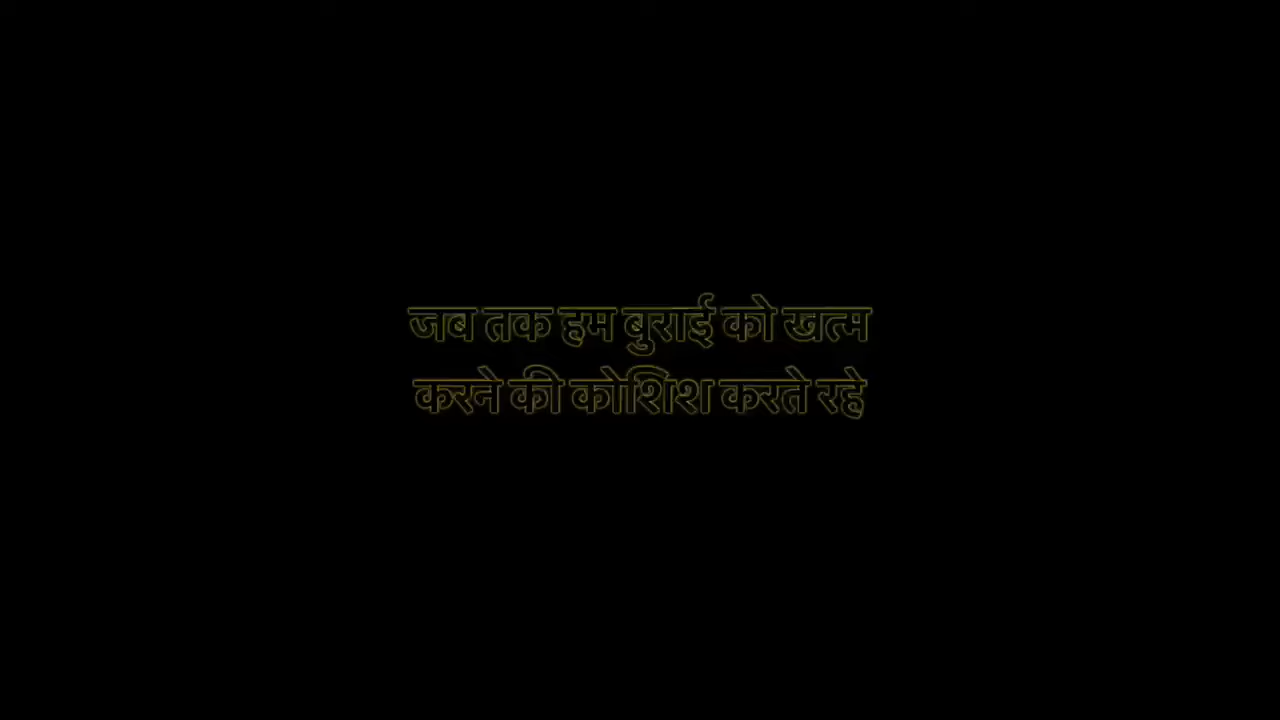 जब तक हम बुराई को खत्म
करने की कोशिश करते रहे